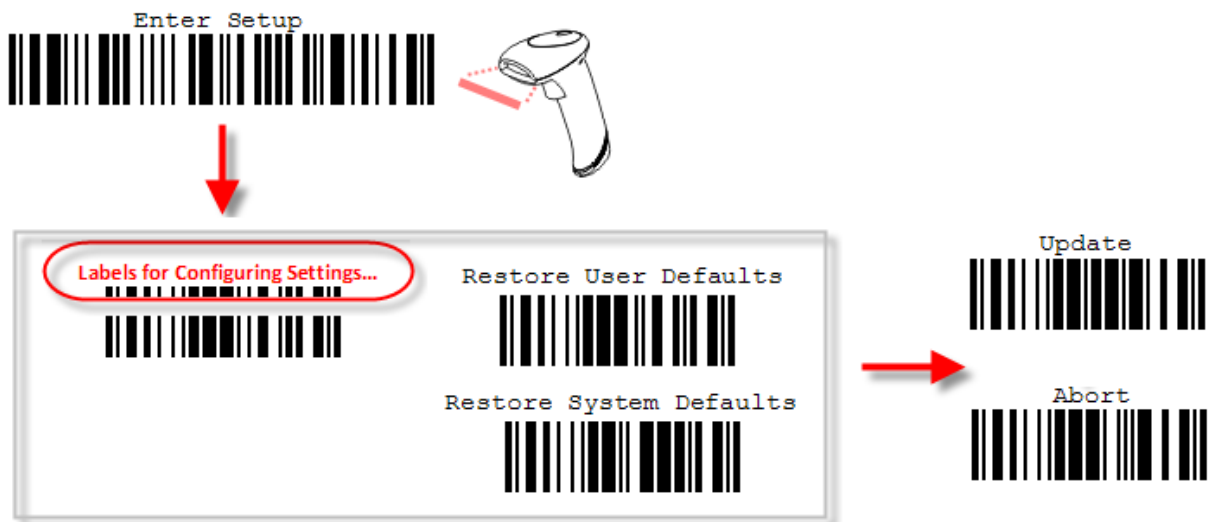 Enter Setup
Labels for Configuring Settings...
Restore User Defaults
Restore System Defaults
Update
Abort